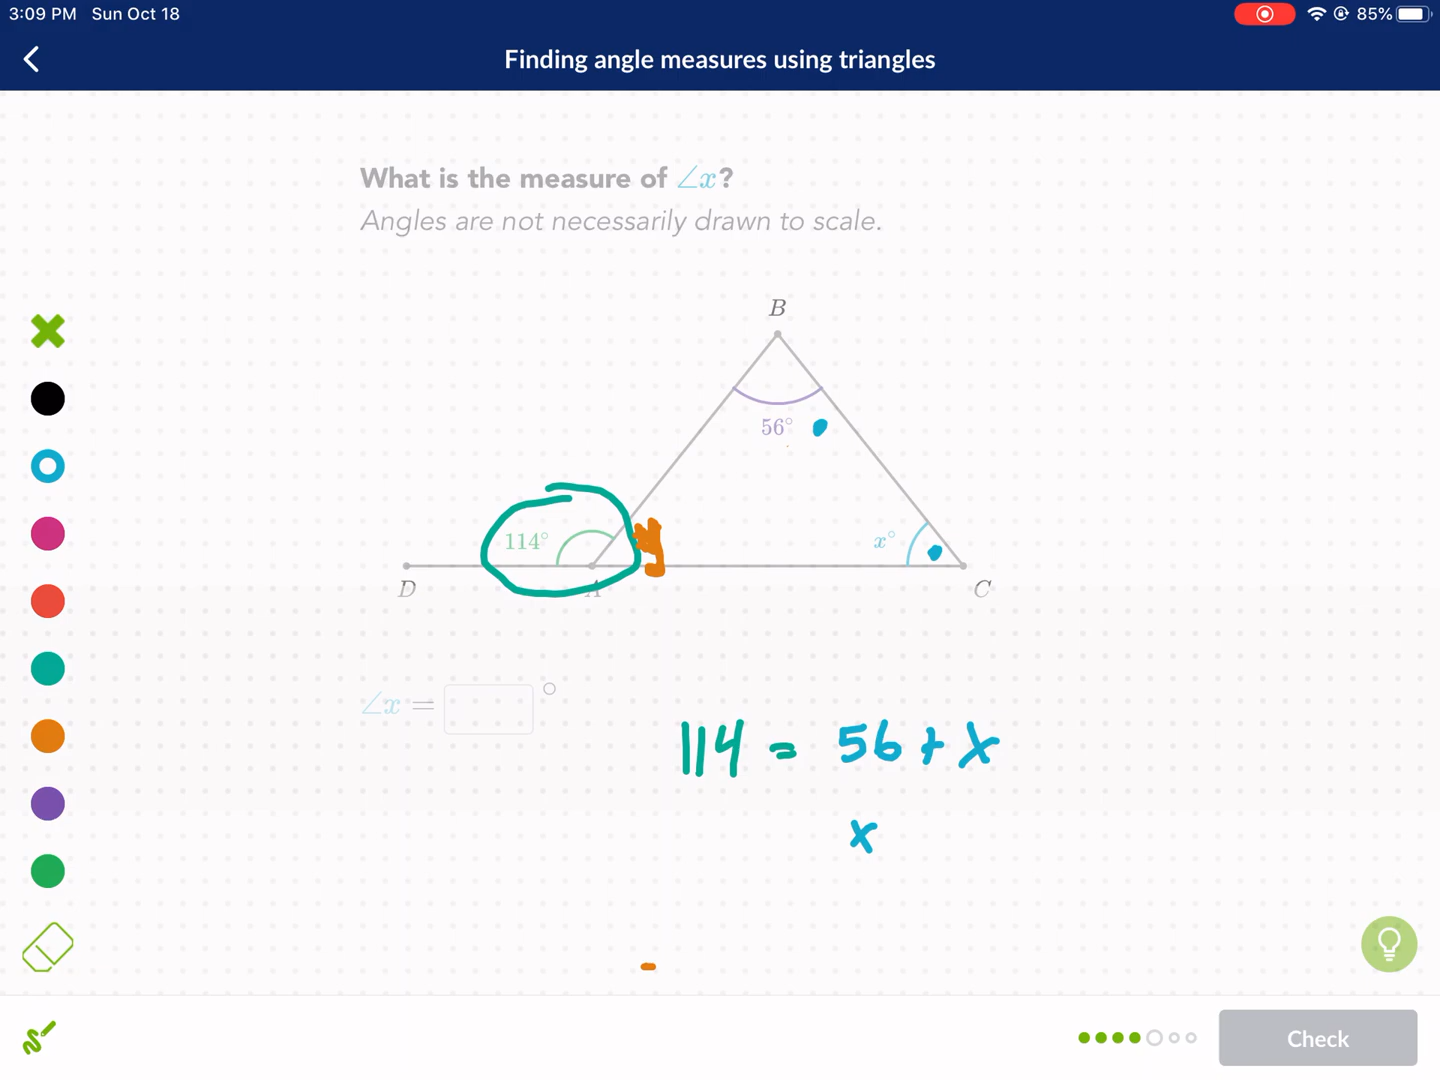 3:09 PM Sun Oct 18
85%
Finding angle measures using triangles
What is the measure of ∠x?
Angles are not necessarily drawn to scale.
B
56°
114°
x°
D
A
C
∠x = °
114 = 56 + x
x
Check